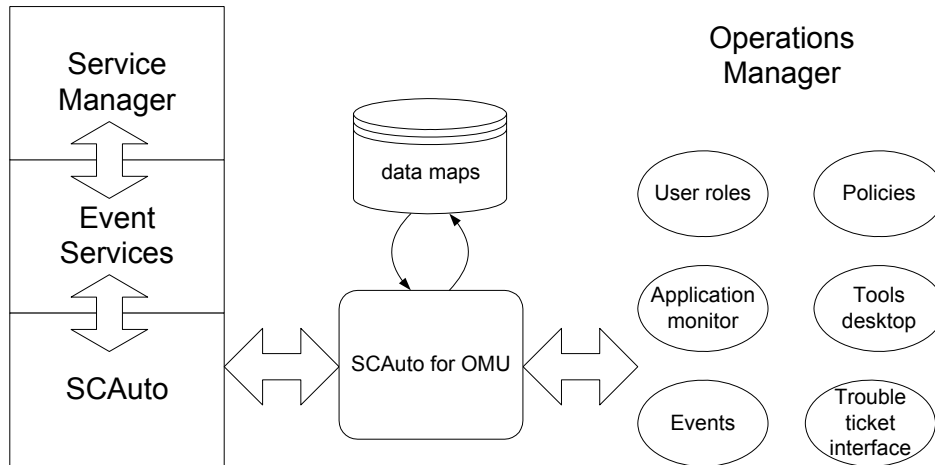 Service
Manager
Event
Services
SCAuto
data maps
SCAuto for OMU
Operations
Manager
User roles
Policies
Application
monitor
Tools
desktop
Events
Trouble
ticket
interface